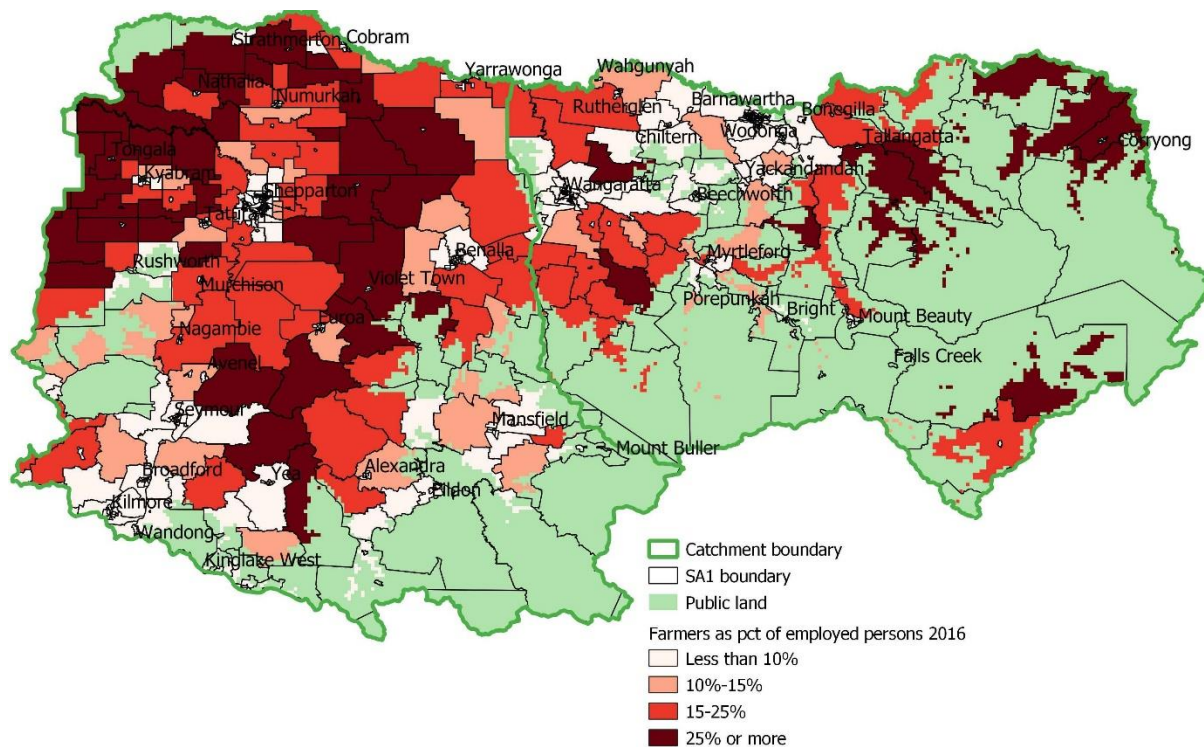 Strathmerton
Cobram
Nathalia
Numurkah
Yarrawonga
Wahgunyah
Rutherglen
Barnawartha
Bonegilla
Chiltern
Wodonga
Tallangatta
Corryong
Tongala
Kyabram
Shepparton
Tatura
Wangaratta
Yackandandah
Beechworth
Rushworth
Benalla
Myrtleford
Murchison
Violet Town
Porepunkah
Bright
Mount Beauty
Nagambie
Euroa
Falls Creek
Avenel
Seymour
Mansfield
Mount Buller
Broadford
Yea
Alexandra
Eildon
Kilmore
Wandong
Kinglake West
Catchment boundary
SA1 boundary
Public land
Farmers as pct of employed persons 2016
Less than 10%
10%-15%
15-25%
25% or more